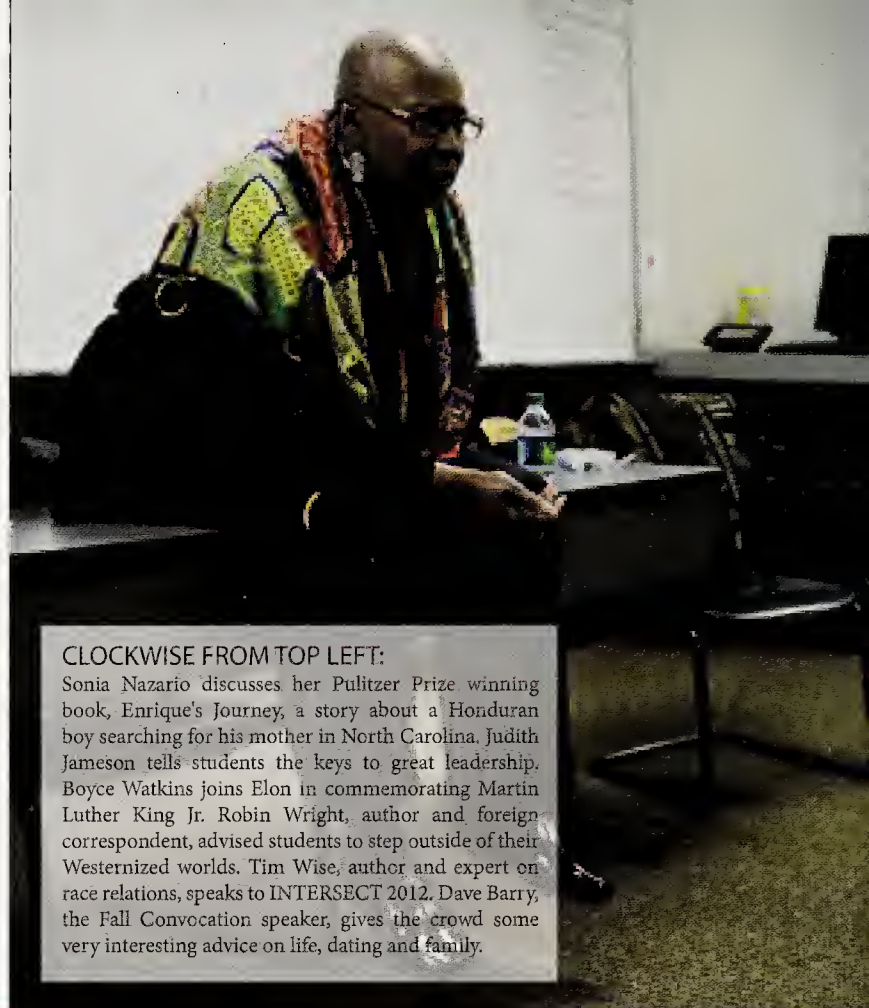 CLOCKWISE FROM TOP LEFT:
Sonia Nazario discusses her Pulitzer Prize winning
book, Enrique's Journey, a story about a Honduran
boy searching for his mother in North Carolina. Judith
Jameson tells students the keys to great leadership.
Boyce Watkins joins Elon in commemorating Martin
Luther King Jr. Robin Wright, author and foreign
correspondent, advised students to step outside of their
Westernized worlds. Tim Wise, author and expert on
race relations, speaks to INTERSECT 2012. Dave Barry,
the Fall Convocation speaker, gives the crowd some
very interesting advice on life, dating and family.